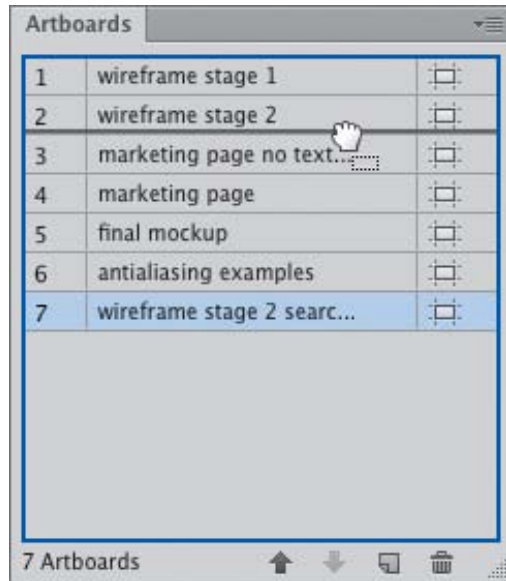 Artboards
1 wireframe stage 1
2 wireframe stage 2
3 marketing page no text...
4 marketing page
5 final mockup
6 antialiasing examples
7 wireframe stage 2 searc...
7 Artboards